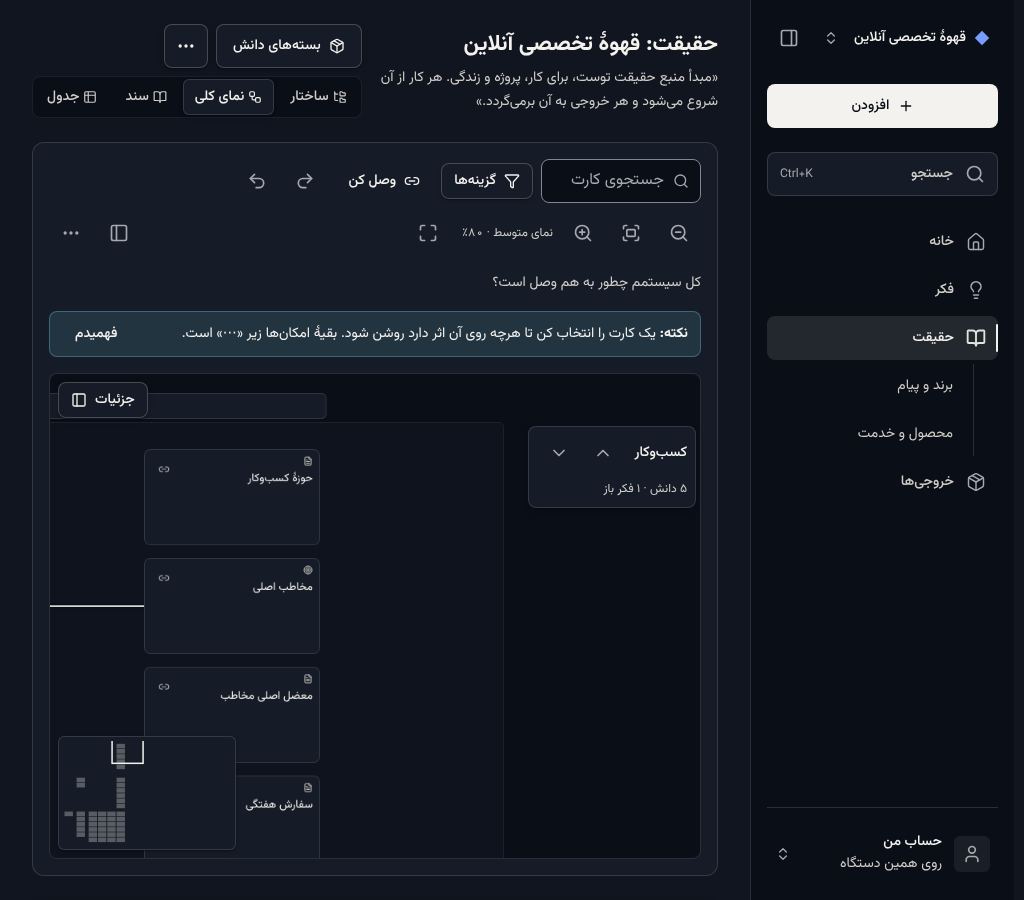 قهوهٔ تخصصی آنلاین
افزودن
جستجو
Ctrl+K
خانه
فکر
حقیقت
برند و پیام
محصول و خدمت
خروجی‌ها
حساب من
روی همین دستگاه
حقیقت: قهوهٔ تخصصی آنلاین
«مبدأ منبع حقیقت توست، برای کار، پروژه و زندگی. هر کار از آن
شروع می‌شود و هر خروجی به آن برمی‌گردد.»
بسته‌های دانش
ساختار
نمای کلی
سند
جدول
جستجوی کارت
گزینه‌ها
وصل کن
نمای متوسط · ۸۰٪
کل سیستمم چطور به هم وصل است؟
نکته: یک کارت را انتخاب کن تا هرچه روی آن اثر دارد روشن شود. بقیهٔ امکان‌ها زیر «···» است.
فهمیدم
جزئیات
کسب‌وکار
۵ دانش · ۱ فکر باز
حوزهٔ کسب‌وکار
مخاطب اصلی
معضل اصلی مخاطب
سفارش هفتگی